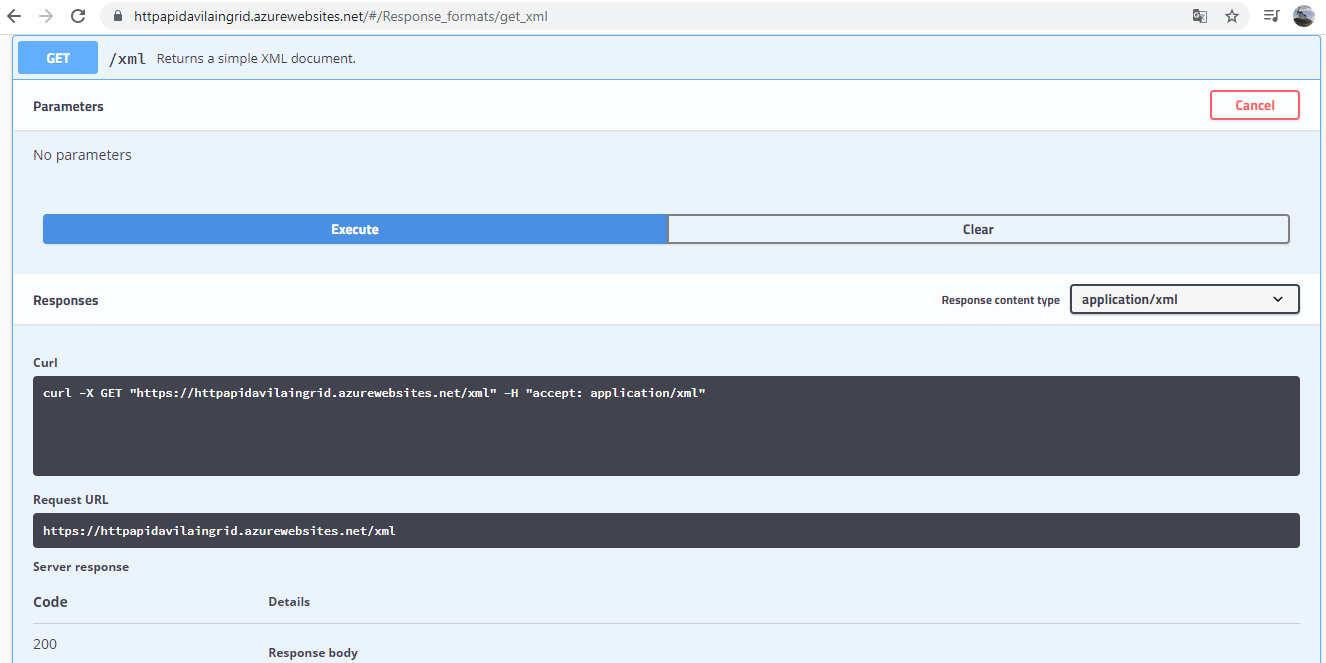 httpapidavilaingrid.azurewebsites.net/#/Response_formats/get_xml
GET /xml Returns a simple XML document.
Parameters Cancel
No parameters
Execute Clear
Responses Response content type application/xml
Curl
curl -X GET "https://httpapidavilaingrid.azurewebsites.net/xml" -H "accept: application/xml"
Request URL
https://httpapidavilaingrid.azurewebsites.net/xml
Server response
Code Details
200
Response body